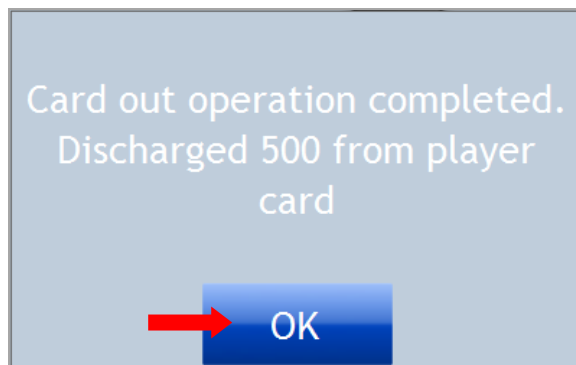 Card out operation completed.
Discharged 500 from player
card
OK